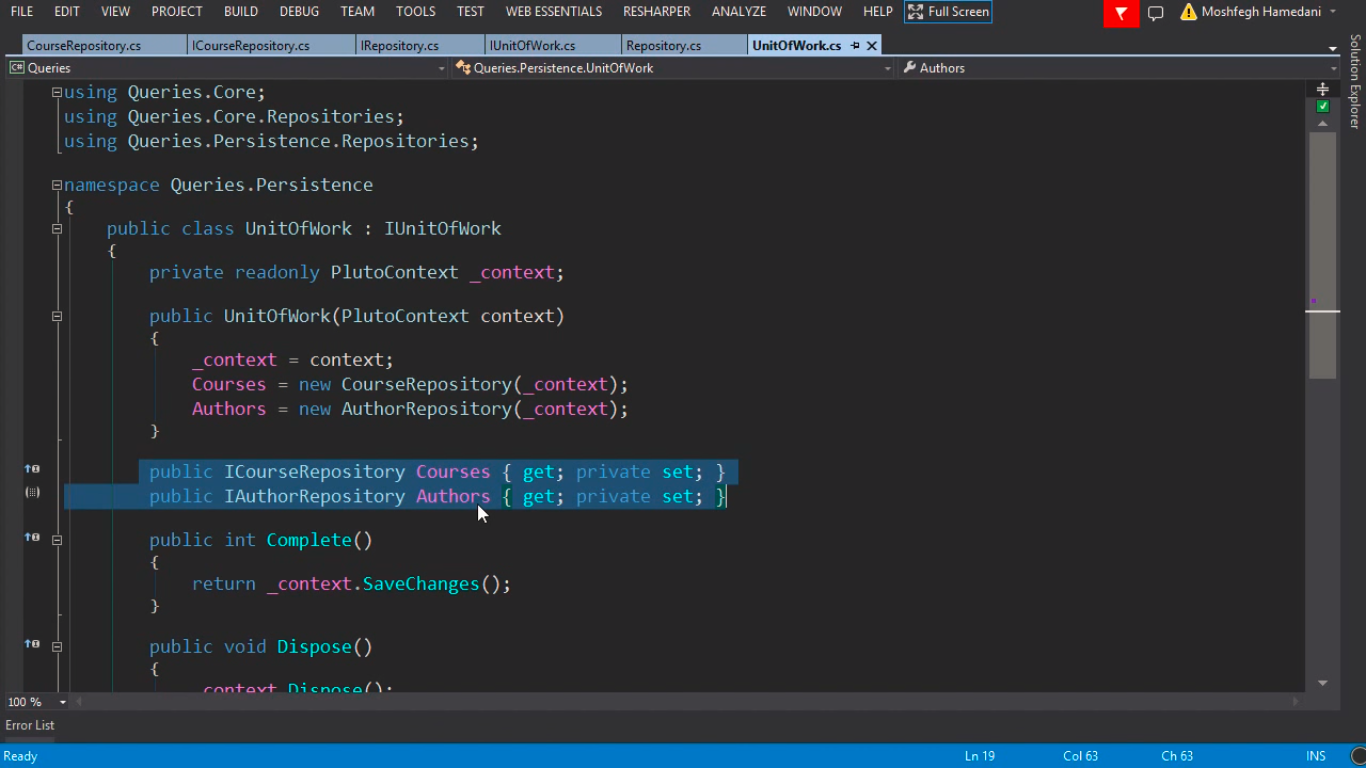 FILE EDIT VIEW PROJECT BUILD DEBUG TEAM TOOLS TEST WEB ESSENTIALS RESHARPER ANALYZE WINDOW HELP Full Screen Moshfegh Hamedani
CourseRepository.cs ICourseRepository.cs IRepository.cs IUnitOfWork.cs Repository.cs UnitOfWork.cs
C# Queries Queries.Persistence.UnitOfWork Authors
Solution Explorer
using Queries.Core;
using Queries.Core.Repositories;
using Queries.Persistence.Repositories;
namespace Queries.Persistence
{
public class UnitOfWork : IUnitOfWork
{
private readonly PlutoContext _context;
public UnitOfWork(PlutoContext context)
{
_context = context;
Courses = new CourseRepository(_context);
Authors = new AuthorRepository(_context);
}
public ICourseRepository Courses { get; private set; }
public IAuthorRepository Authors { get; private set; }
public int Complete()
{
return _context.SaveChanges();
}
public void Dispose()
{
_context.Dispose();
100 %
Error List
Ready Ln 19 Col 63 Ch 63 INS